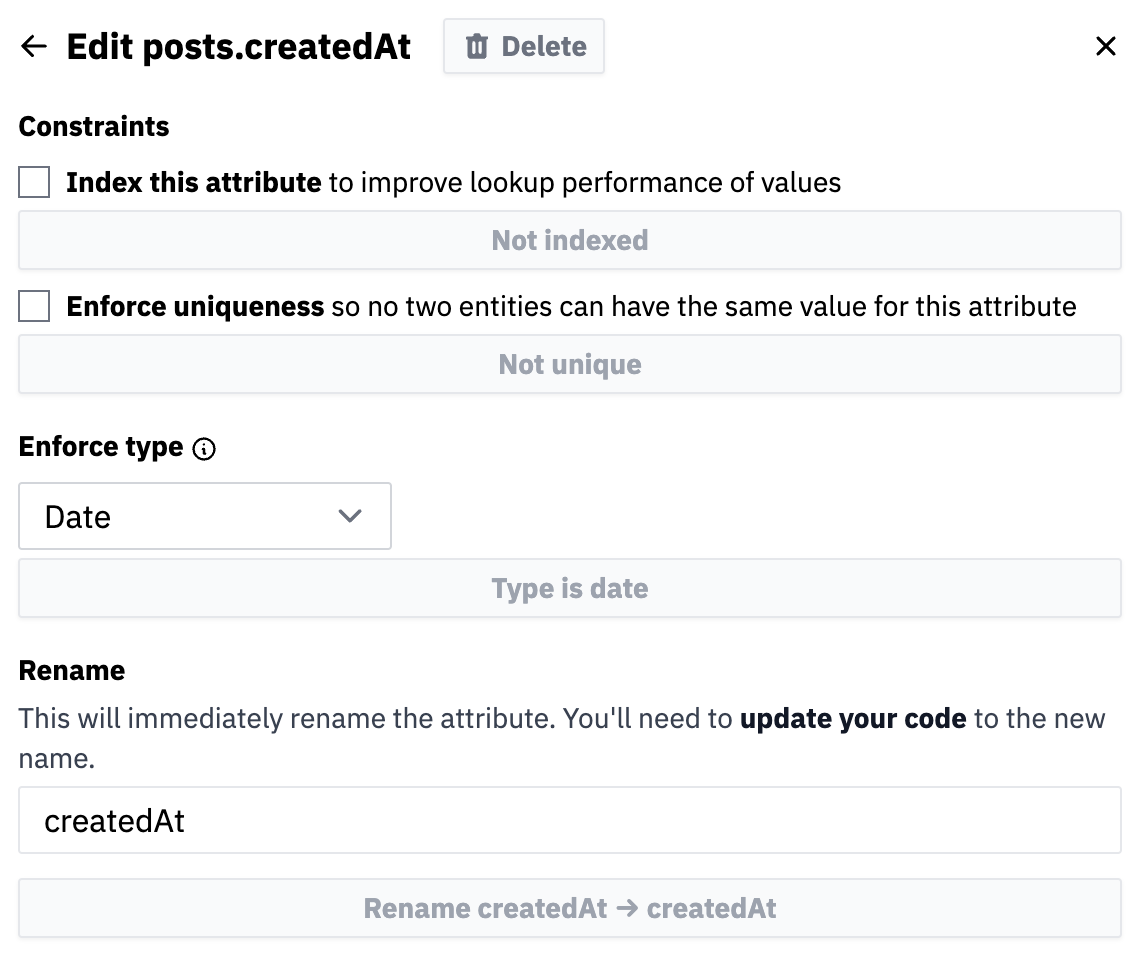 Edit posts.createdAt
Delete
Constraints
Index this attribute to improve lookup performance of values
Not indexed
Enforce uniqueness so no two entities can have the same value for this attribute
Not unique
Enforce type
Date
Type is date
Rename
This will immediately rename the attribute. You'll need to update your code to the new
name.
createdAt
Rename createdAt → createdAt